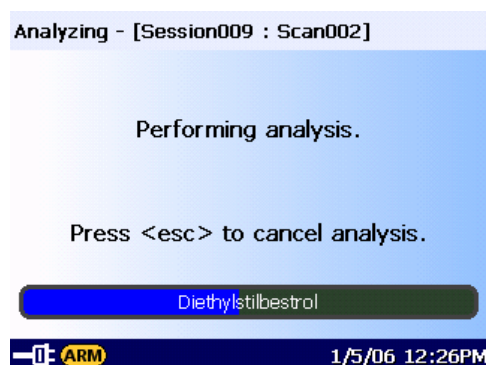 Analyzing - [Session009 : Scan002]
Performing analysis.
Press <esc> to cancel analysis.
Diethylstilbestrol
ARM 1/5/06 12:26PM